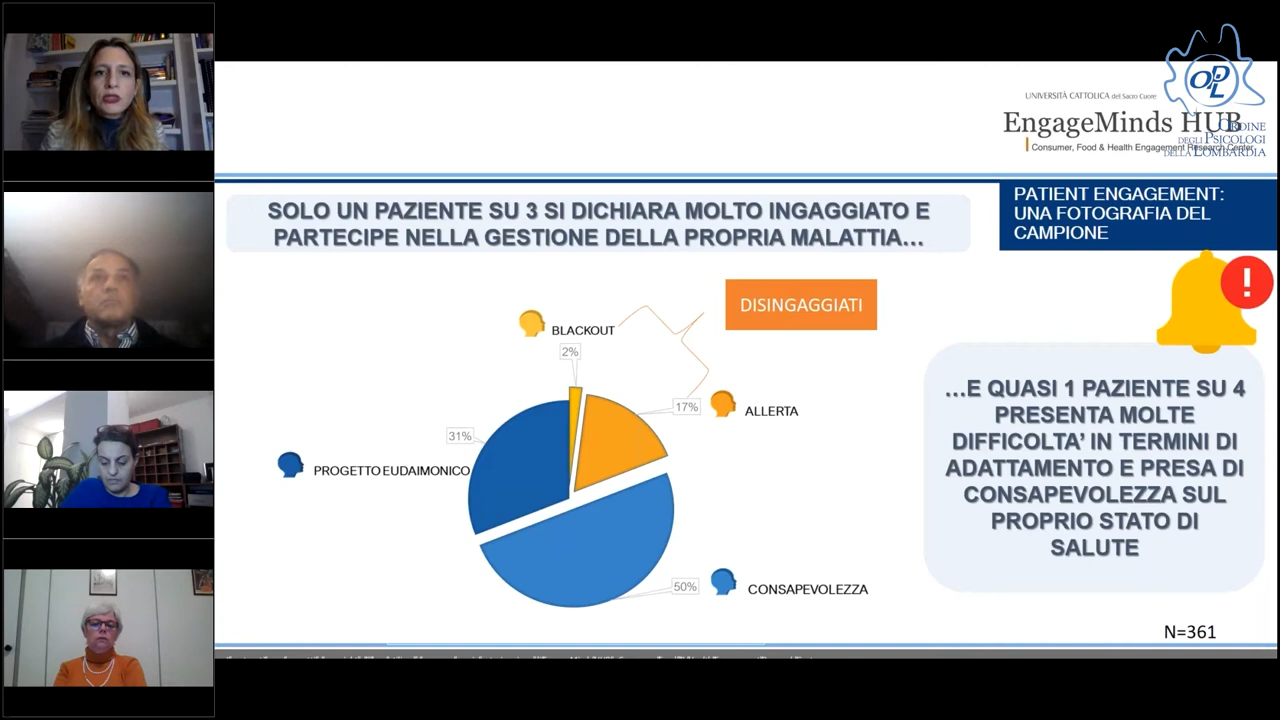 UNIVERSITÀ CATTOLICA del Sacro Cuore
EngageMinds HUB
Consumer, Food & Health Engagement Research Center
OPL
ORDINE
DEGLI PSICOLOGI
DELLA LOMBARDIA
SOLO UN PAZIENTE SU 3 SI DICHIARA MOLTO INGAGGIATO E
PARTECIPE NELLA GESTIONE DELLA PROPRIA MALATTIA…
PATIENT ENGAGEMENT:
UNA FOTOGRAFIA DEL
CAMPIONE
!
DISINGAGGIATI
BLACKOUT
2%
17%
ALLERTA
31%
PROGETTO EUDAIMONICO
50%
CONSAPEVOLEZZA
…E QUASI 1 PAZIENTE SU 4
PRESENTA MOLTE
DIFFICOLTA’ IN TERMINI DI
ADATTAMENTO E PRESA DI
CONSAPEVOLEZZA SUL
PROPRIO STATO DI
SALUTE
N=361